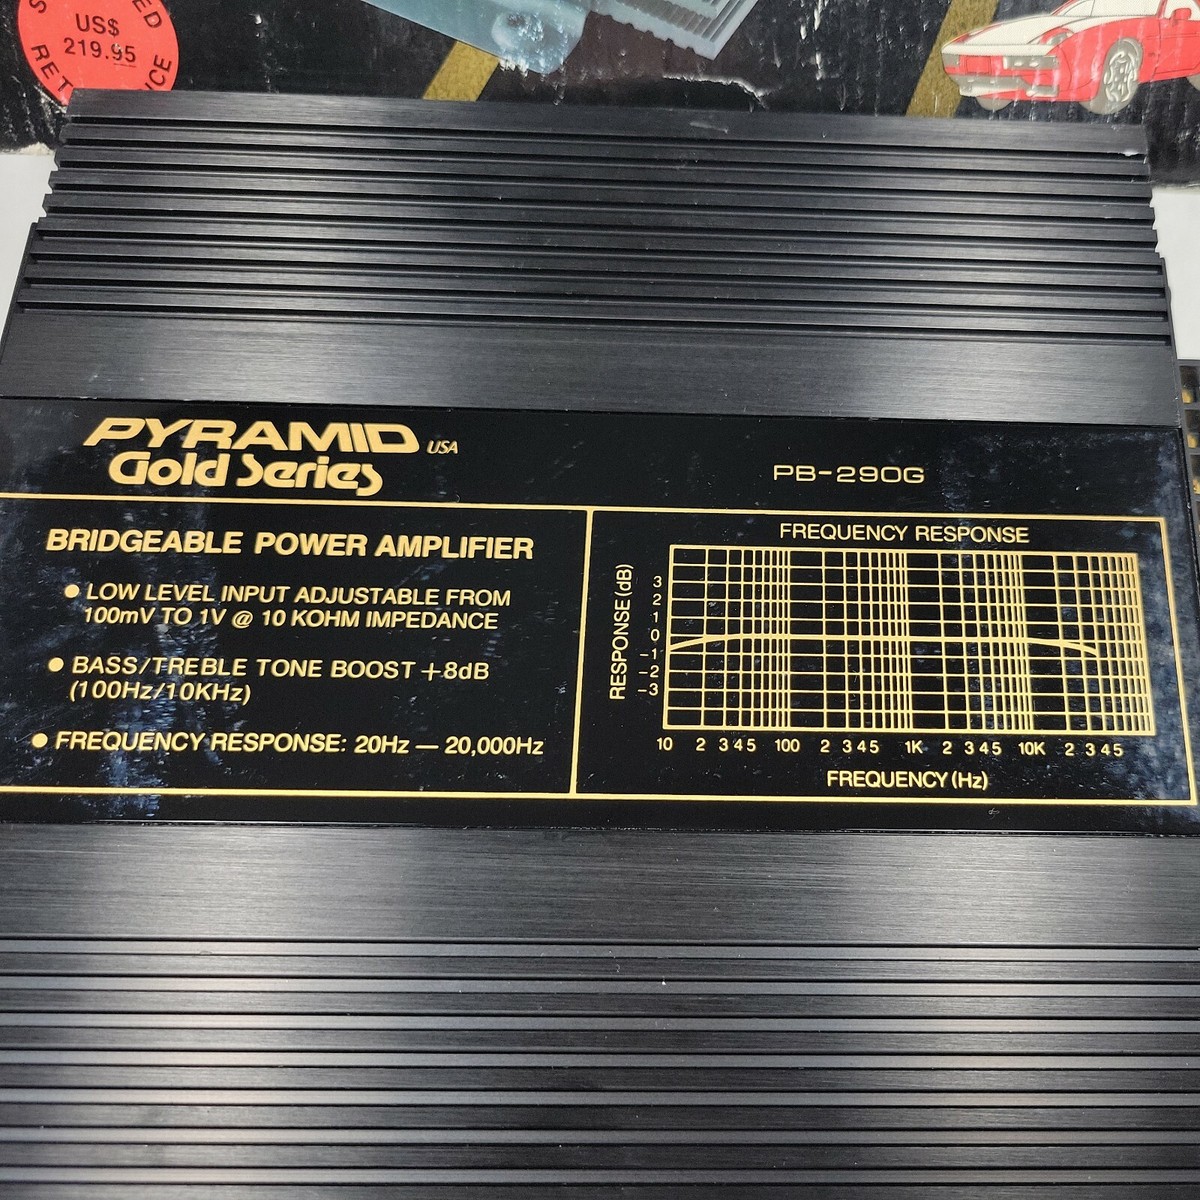 US$
219.95
PYRAMID USA
Gold Series
PB-290G
BRIDGEABLE POWER AMPLIFIER
● LOW LEVEL INPUT ADJUSTABLE FROM
100mV TO 1V @ 10 KOHM IMPEDANCE
● BASS/TREBLE TONE BOOST +8dB
(100Hz/10KHz)
● FREQUENCY RESPONSE: 20Hz — 20,000Hz
FREQUENCY RESPONSE
RESPONSE (dB)
3
2
1
0
-1
-2
-3
10 2 3 4 5 100 2 3 4 5 1K 2 3 4 5 10K 2 3 4 5
FREQUENCY (Hz)